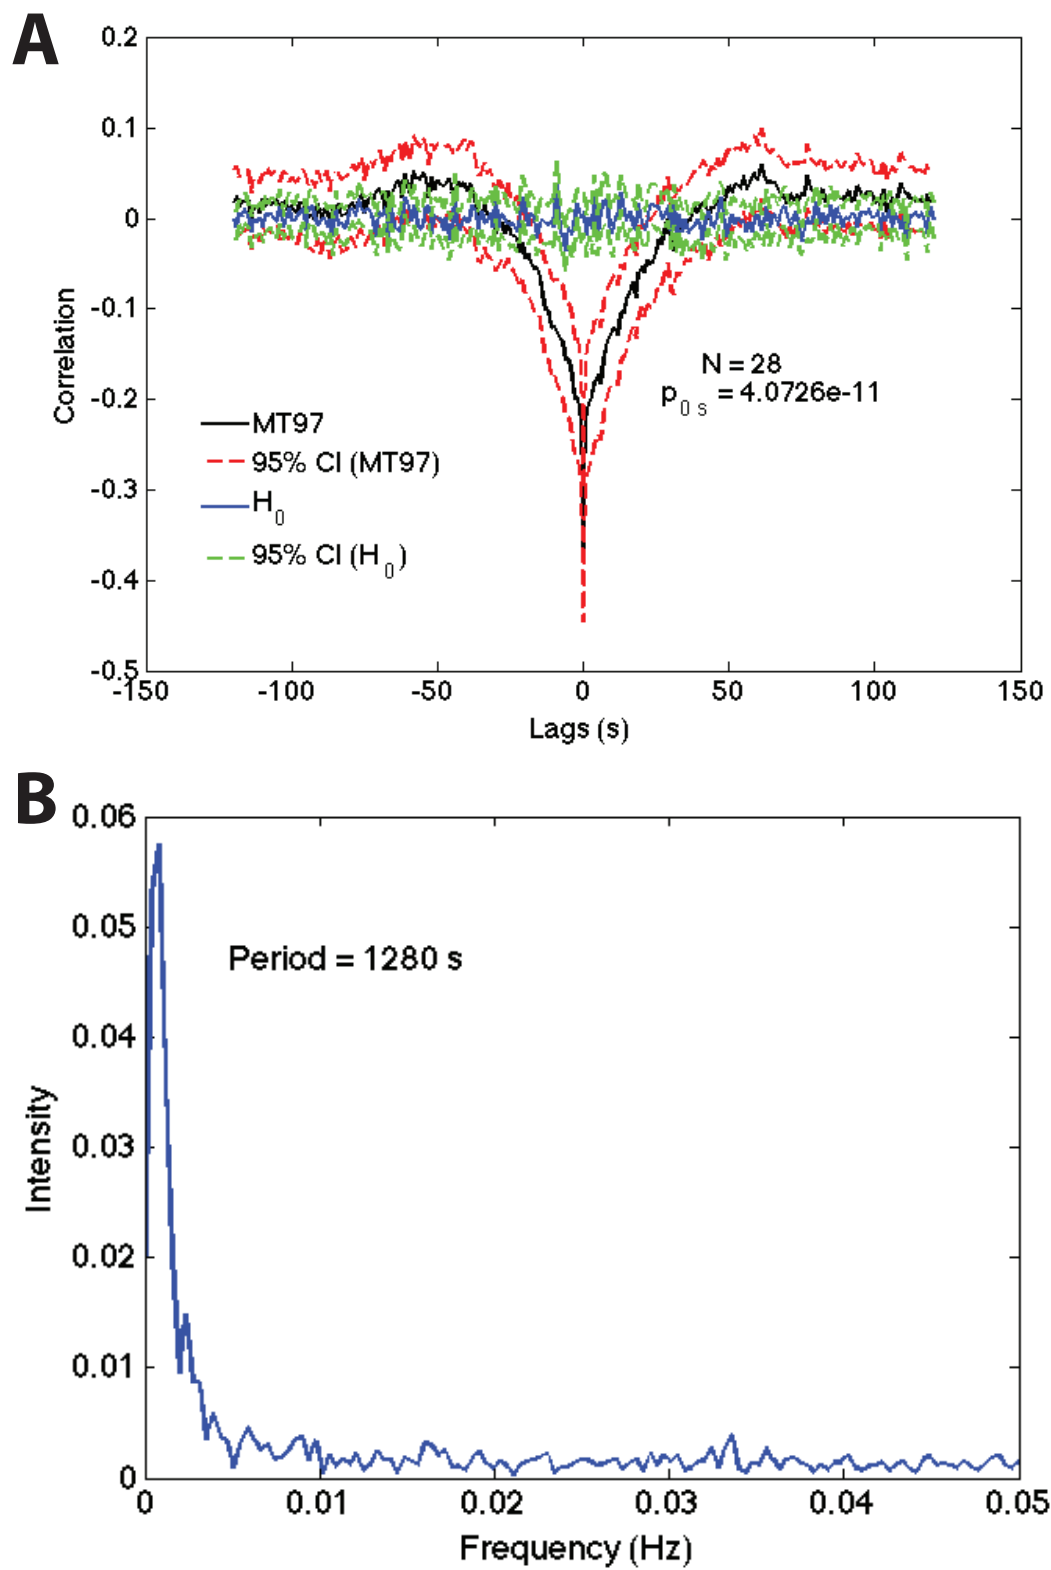 A
0.2
0.1
0
-0.1
-0.2
-0.3
-0.4
-0.5
Correlation
N = 28
p0 s = 4.0726e-11
MT97
95% CI (MT97)
H0
95% CI (H0)
-150 -100 -50 0 50 100 150
Lags (s)
B
0.06
0.05
0.04
0.03
0.02
0.01
0
Intensity
Period = 1280 s
0 0.01 0.02 0.03 0.04 0.05
Frequency (Hz)